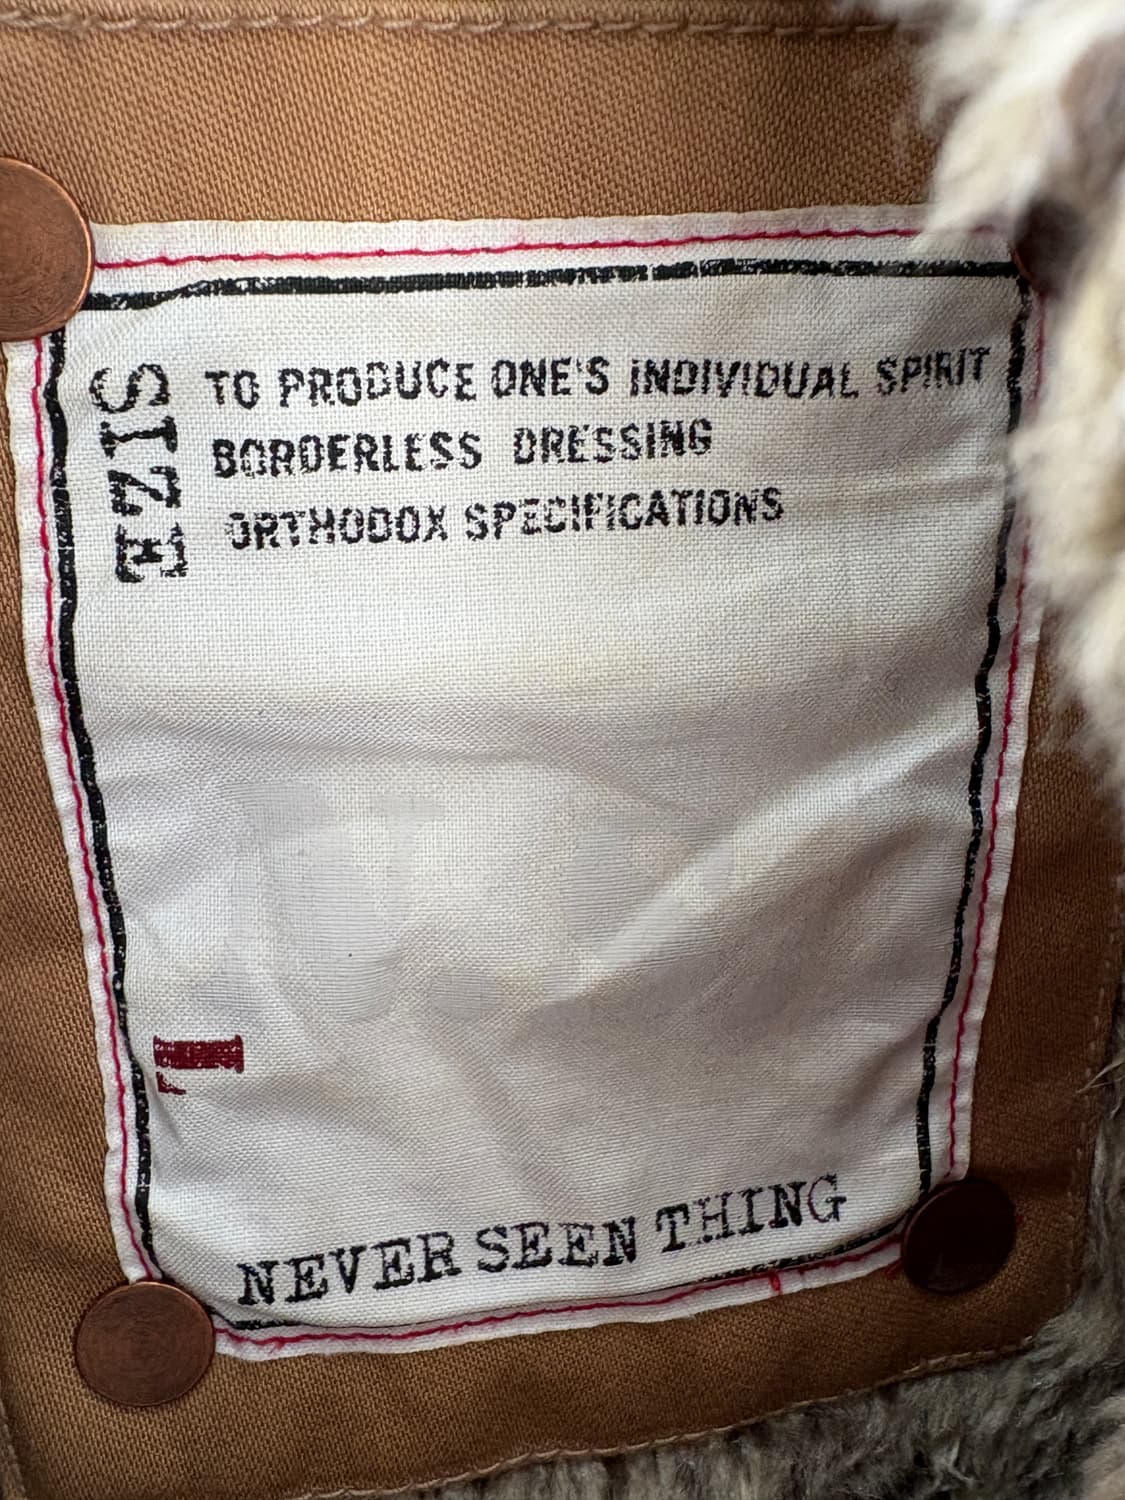 SIZE
TO PRODUCE ONE'S INDIVIDUAL SPIRIT
BORDERLESS DRESSING
ORTHODOX SPECIFICATIONS
L
NEVER SEEN THING